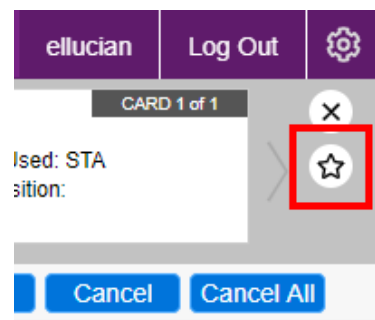 ellucian Log Out
CARD 1 of 1
Used: STA
sition:
Cancel Cancel All